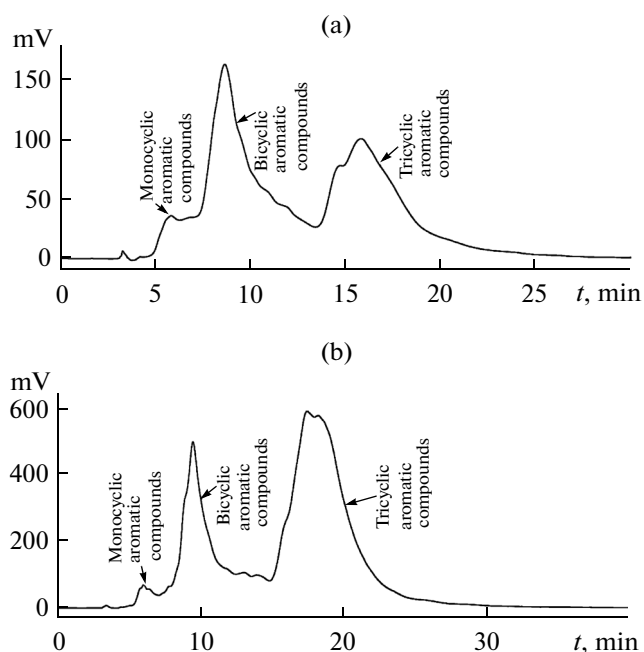 (a)
mV
150
100
50
0
Monocyclic
aromatic
compounds
Bicyclic
aromatic
compounds
Tricyclic
aromatic
compounds
0
5
10
15
20
25
t, min
(b)
mV
600
400
200
0
Monocyclic
aromatic
compounds
Bicyclic
aromatic
compounds
Tricyclic
aromatic
compounds
0
10
20
30
t, min